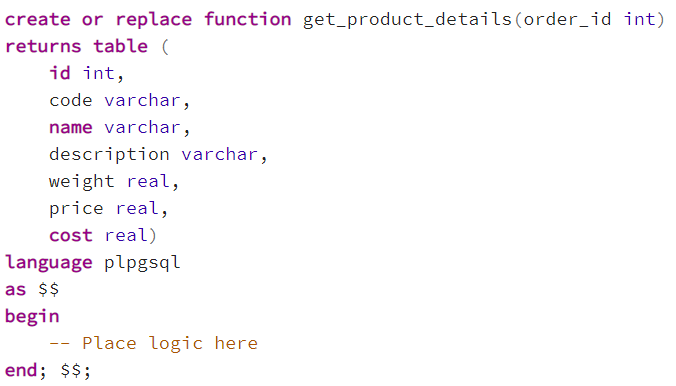 create or replace function get_product_details(order_id int)
returns table (
    id int,
    code varchar,
    name varchar,
    description varchar,
    weight real,
    price real,
    cost real)
language plpgsql
as $$
begin
    -- Place logic here
end; $$;